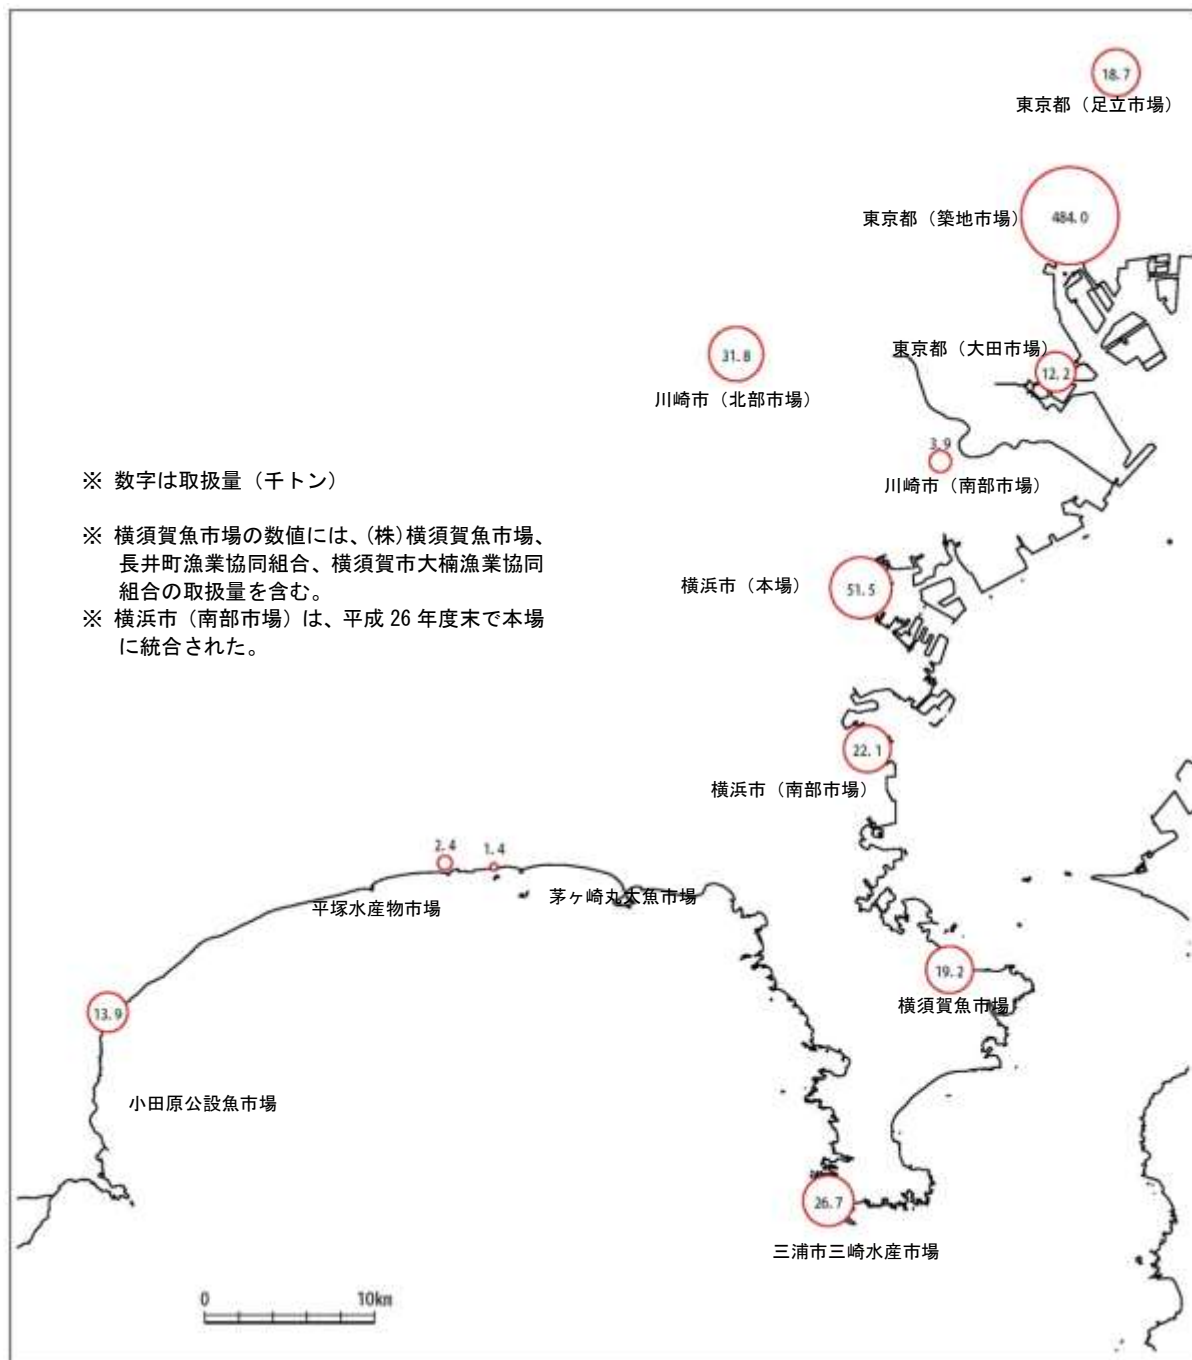 18.7
東京都（足立市場）
東京都（築地市場）
484.0
31.8
川崎市（北部市場）
東京都（大田市場）
12.2
3.9
川崎市（南部市場）
※ 数字は取扱量（千トン）
※ 横須賀魚市場の数値には、（株）横須賀魚市場、
長井町漁業協同組合、横須賀市大楠漁業協同
組合の取扱量を含む。
※ 横浜市（南部市場）は、平成 26 年度末で本場
に統合された。
横浜市（本場）
51.5
22.1
横浜市（南部市場）
2.4
1.4
平塚水産物市場
茅ヶ崎丸大魚市場
19.2
横須賀魚市場
13.9
小田原公設魚市場
26.7
三浦市三崎水産市場
0 10km